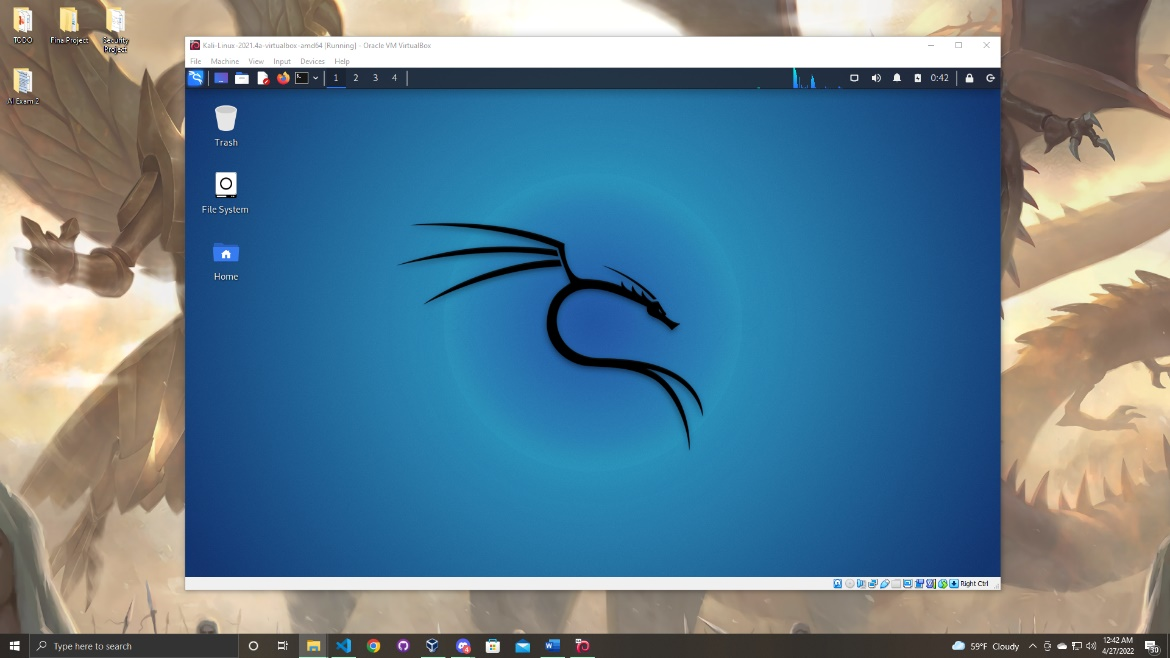 TODO
Fina Project
Security
Project
AI Exam 2
Kali-Linux-2021.4a-virtualbox-amd64 [Running] - Oracle VM VirtualBox
File Machine View Input Devices Help
1 2 3 4
0:42
Trash
File System
Home
Right Ctrl
Type here to search
59°F Cloudy
12:42 AM
4/27/2022
30